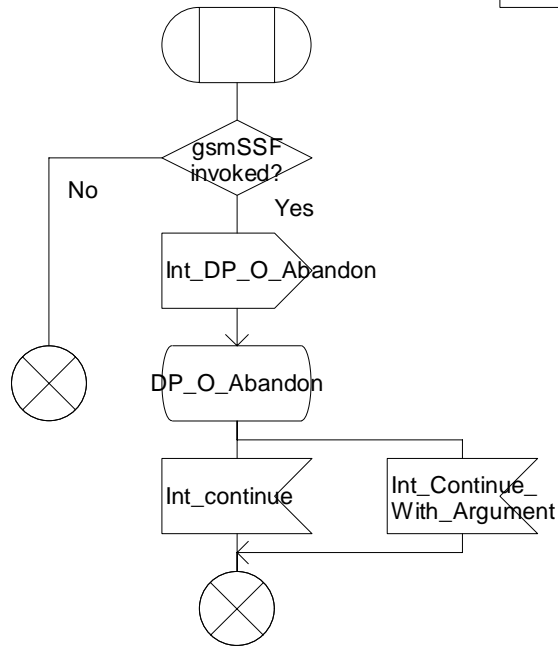 gsmSSF
invoked?
No
Yes
Int_DP_O_Abandon
DP_O_Abandon
Int_continue
Int_Continue_
With_Argument